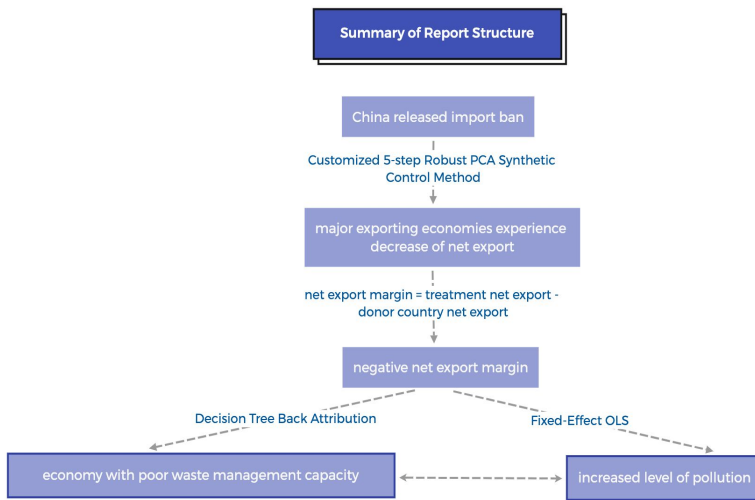 Summary of Report Structure
China released import ban
Customized 5-step Robust PCA Synthetic
Control Method
major exporting economies experience
decrease of net export
net export margin = treatment net export -
donor country net export
negative net export margin
Decision Tree Back Attribution
Fixed-Effect OLS
economy with poor waste management capacity
increased level of pollution